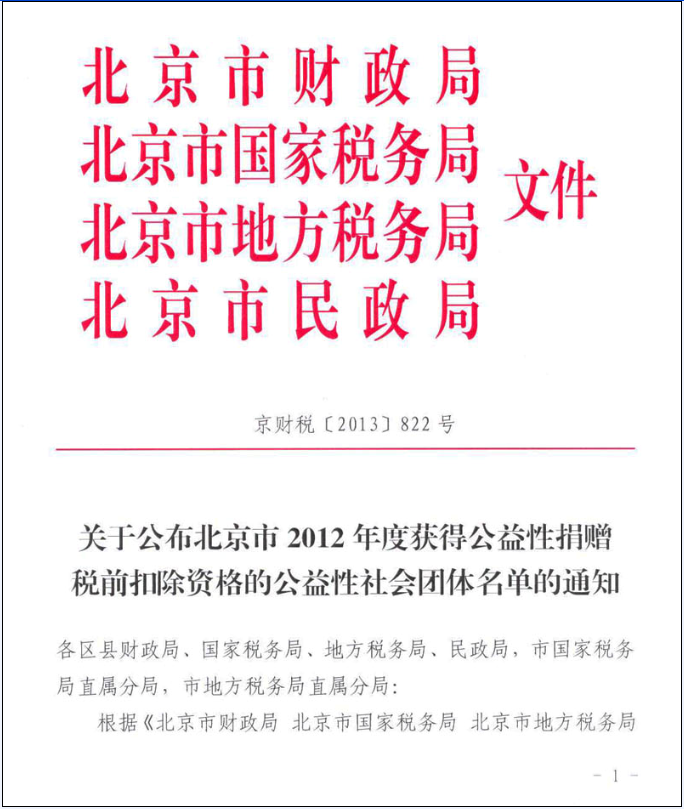 北京市财政局
北京市国家税务局
北京市地方税务局
北京市民政局
文件
京财税〔2013〕822号
关于公布北京市2012年度获得公益性捐赠
税前扣除资格的公益性社会团体名单的通知
各区县财政局、国家税务局、地方税务局、民政局，市国家税务
局直属分局，市地方税务局直属分局：
根据《北京市财政局 北京市国家税务局 北京市地方税务局
- 1 -